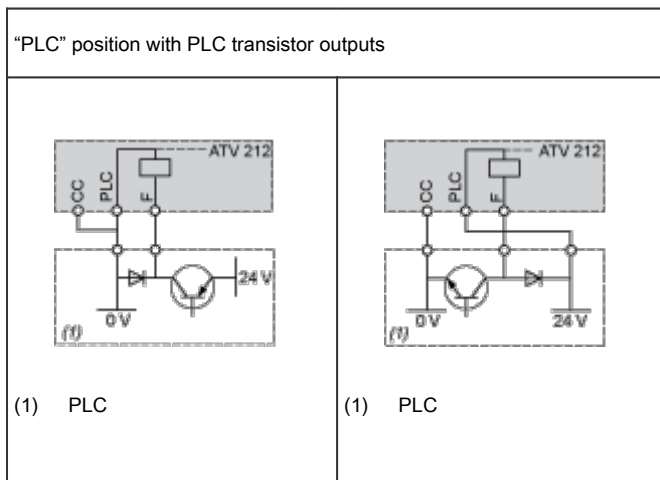 “PLC” position with PLC transistor outputs
ATV 212
CC
PLC
F
24 V
0 V
(1)
(1) PLC
ATV 212
CC
PLC
F
0 V
24 V
(1)
(1) PLC